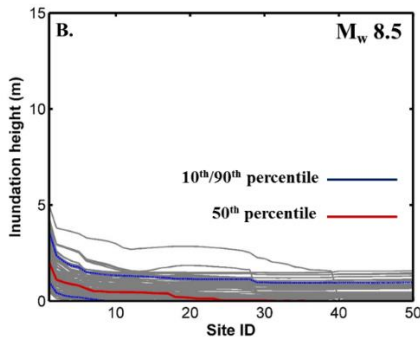 B.
M_w 8.5
Inundation height (m)
15
10
5
0
10th/90th percentile
50th percentile
10 20 30 40 50
Site ID